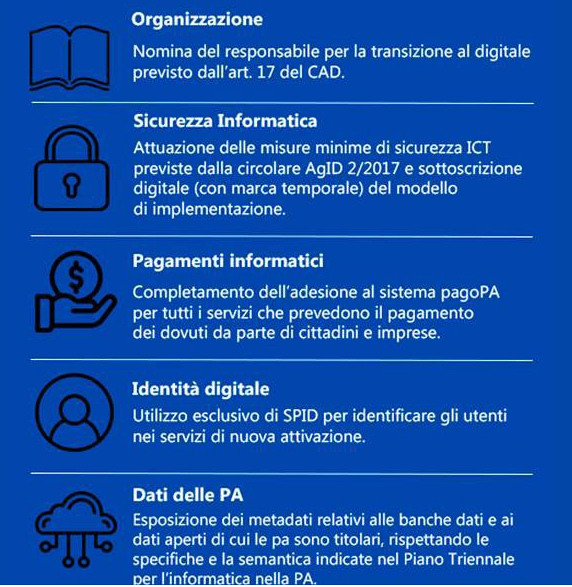 Organizzazione
Nomina del responsabile per la transizione al digitale
previsto dall'art. 17 del CAD.
Sicurezza Informatica
Attuazione delle misure minime di sicurezza ICT
previste dalla circolare AgID 2/2017 e sottoscrizione
digitale (con marca temporale) del modello
di implementazione.
Pagamenti informatici
Completamento dell'adesione al sistema pagoPA
per tutti i servizi che prevedono il pagamento
dei dovuti da parte di cittadini e imprese.
Identità digitale
Utilizzo esclusivo di SPID per identificare gli utenti
nei servizi di nuova attivazione.
Dati delle PA
Esposizione dei metadati relativi alle banche dati e ai
dati aperti di cui le pa sono titolari, rispettando le
specifiche e la semantica indicate nel Piano Triennale
per l'informatica nella PA.
$